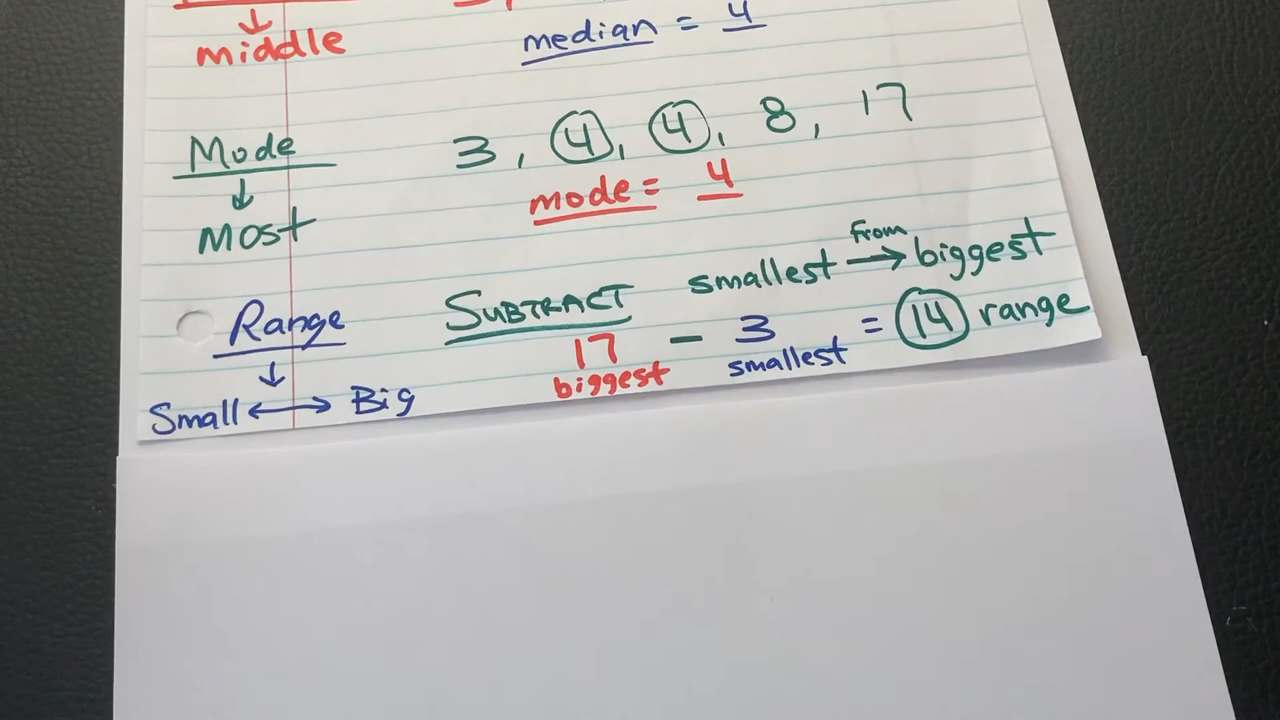 middle
median = 4
Mode
3, 4, 4, 8, 17
Most
mode = 4
Range
SUBTRACT smallest from → biggest
17 - 3 = 14 range
biggest smallest
Small ↔ Big